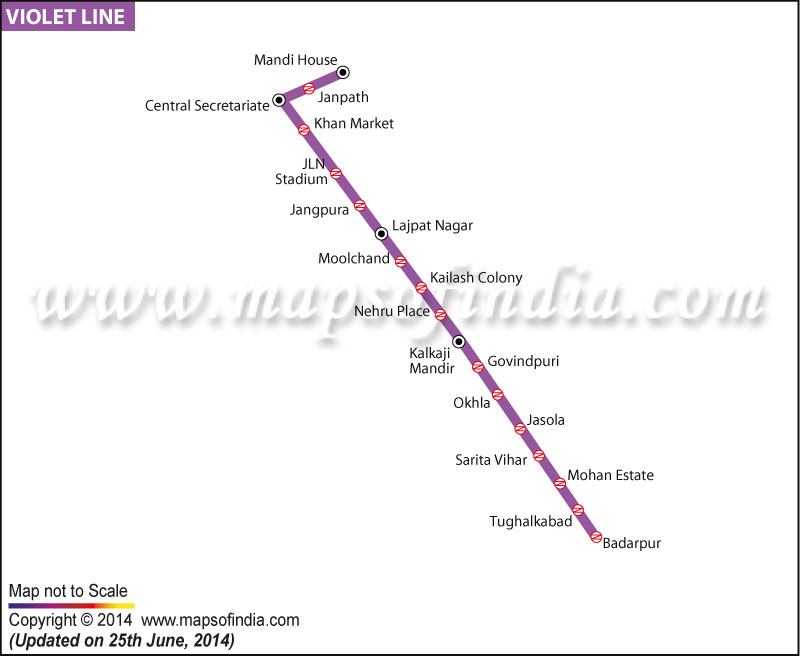 VIOLET LINE
Mandi House
Janpath
Central Secretariate
Khan Market
JLN
Stadium
Jangpura
Lajpat Nagar
Moolchand
Kailash Colony
www.mapsofindia.com
Nehru Place
Kalkaji
Mandir
Govindpuri
Okhla
Jasola
Sarita Vihar
Mohan Estate
Tughalkabad
Badarpur
Map not to Scale
Copyright © 2014 www.mapsofindia.com
(Updated on 25th June, 2014)